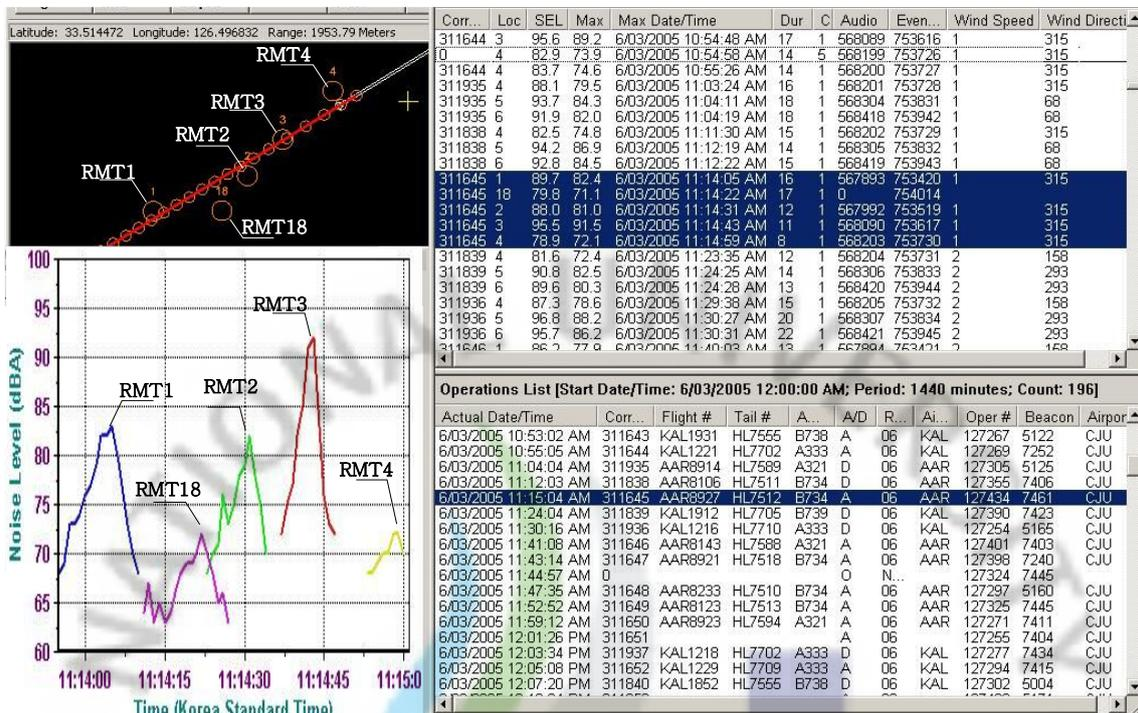 Latitude: 33.514472 Longitude: 126.496832 Range: 1953.79 Meters
RMT4
4
RMT3
3
RMT2
2
RMT1
1
18
RMT18
100
95
90
85
80
75
70
65
60
Noise Level (dBA)
RMT1
RMT18
RMT2
RMT3
RMT4
11:14:00 11:14:15 11:14:30 11:14:45 11:15:0
Time (Korea Standard Time)
Corr... Loc SEL Max Max Date/Time Dur C Audio Even... Wind Speed Wind Directi
311644 3 95.6 89.2 6/03/2005 10:54:48 AM 17 1 568089 753616 1 315
0 4 82.9 73.9 6/03/2005 10:54:58 AM 14 5 568199 753726 1 315
311644 4 83.7 74.6 6/03/2005 10:55:26 AM 14 1 568200 753727 1 315
311935 4 88.1 79.5 6/03/2005 11:03:24 AM 16 1 568201 753728 1 315
311935 5 93.7 84.3 6/03/2005 11:04:11 AM 18 1 568304 753831 1 68
311935 6 91.9 82.0 6/03/2005 11:04:19 AM 18 1 568418 753942 1 68
311838 4 82.5 74.8 6/03/2005 11:11:30 AM 15 1 568202 753729 1 315
311838 5 94.2 86.9 6/03/2005 11:12:19 AM 14 1 568305 753832 1 68
311838 6 92.8 84.5 6/03/2005 11:12:22 AM 15 1 568419 753943 1 68
311645 1 89.7 82.4 6/03/2005 11:14:05 AM 16 1 567893 753420 1 315
311645 18 79.8 71.1 6/03/2005 11:14:22 AM 17 1 0 754014
311645 2 88.0 81.0 6/03/2005 11:14:31 AM 12 1 567992 753519 1 315
311645 3 95.5 91.5 6/03/2005 11:14:43 AM 11 1 568090 753617 1 315
311645 4 78.9 72.1 6/03/2005 11:14:59 AM 8 1 568203 753730 1 315
311839 4 81.6 72.4 6/03/2005 11:23:35 AM 12 1 568204 753731 2 158
311839 5 90.8 82.5 6/03/2005 11:24:25 AM 14 1 568306 753833 2 293
311839 6 89.6 80.3 6/03/2005 11:24:28 AM 13 1 568420 753944 2 293
311936 4 87.3 78.6 6/03/2005 11:29:38 AM 15 1 568205 753732 2 158
311936 5 96.8 88.2 6/03/2005 11:30:27 AM 20 1 568307 753834 2 293
311936 6 95.7 86.2 6/03/2005 11:30:31 AM 22 1 568421 753945 2 293
311646 1 86.2 77.9 6/03/2005 11:40:03 AM 13 1 567894 753421 2 158
Operations List [Start Date/Time: 6/03/2005 12:00:00 AM; Period: 1440 minutes; Count: 196]
Actual Date/Time Corr... Flight # Tail # A... A/D R... Ai... Oper # Beacon Airpor
6/03/2005 10:53:02 AM 311643 KAL1931 HL7555 B738 A 06 KAL 127267 5122 CJU
6/03/2005 10:55:05 AM 311644 KAL1221 HL7702 A333 A 06 KAL 127269 7252 CJU
6/03/2005 11:04:04 AM 311935 AAR8914 HL7589 A321 D 06 AAR 127305 5125 CJU
6/03/2005 11:12:03 AM 311838 AAR8106 HL7511 B734 D 06 AAR 127355 7406 CJU
6/03/2005 11:15:04 AM 311645 AAR8927 HL7512 B734 A 06 AAR 127434 7461 CJU
6/03/2005 11:24:04 AM 311839 KAL1912 HL7705 B739 D 06 KAL 127390 7423 CJU
6/03/2005 11:30:16 AM 311936 KAL1216 HL7710 A333 D 06 KAL 127254 5165 CJU
6/03/2005 11:41:08 AM 311646 AAR8143 HL7588 A321 A 06 AAR 127401 7403 CJU
6/03/2005 11:43:14 AM 311647 AAR8921 HL7518 B734 A 06 AAR 127398 7240 CJU
6/03/2005 11:44:57 AM 0 O N... 127324 7445
6/03/2005 11:47:35 AM 311648 AAR8233 HL7510 B734 A 06 AAR 127297 5160 CJU
6/03/2005 11:52:52 AM 311649 AAR8123 HL7513 B734 A 06 AAR 127325 7445 CJU
6/03/2005 11:59:12 AM 311650 AAR8923 HL7594 A321 A 06 AAR 127271 7411 CJU
6/03/2005 12:01:26 PM 311651 A 06 127255 7404 CJU
6/03/2005 12:03:34 PM 311937 KAL1218 HL7702 A333 D 06 KAL 127277 7434 CJU
6/03/2005 12:05:08 PM 311652 KAL1229 HL7709 A333 A 06 KAL 127294 7415 CJU
6/03/2005 12:07:20 PM 311840 KAL1852 HL7555 B738 D 06 KAL 127302 5004 CJU